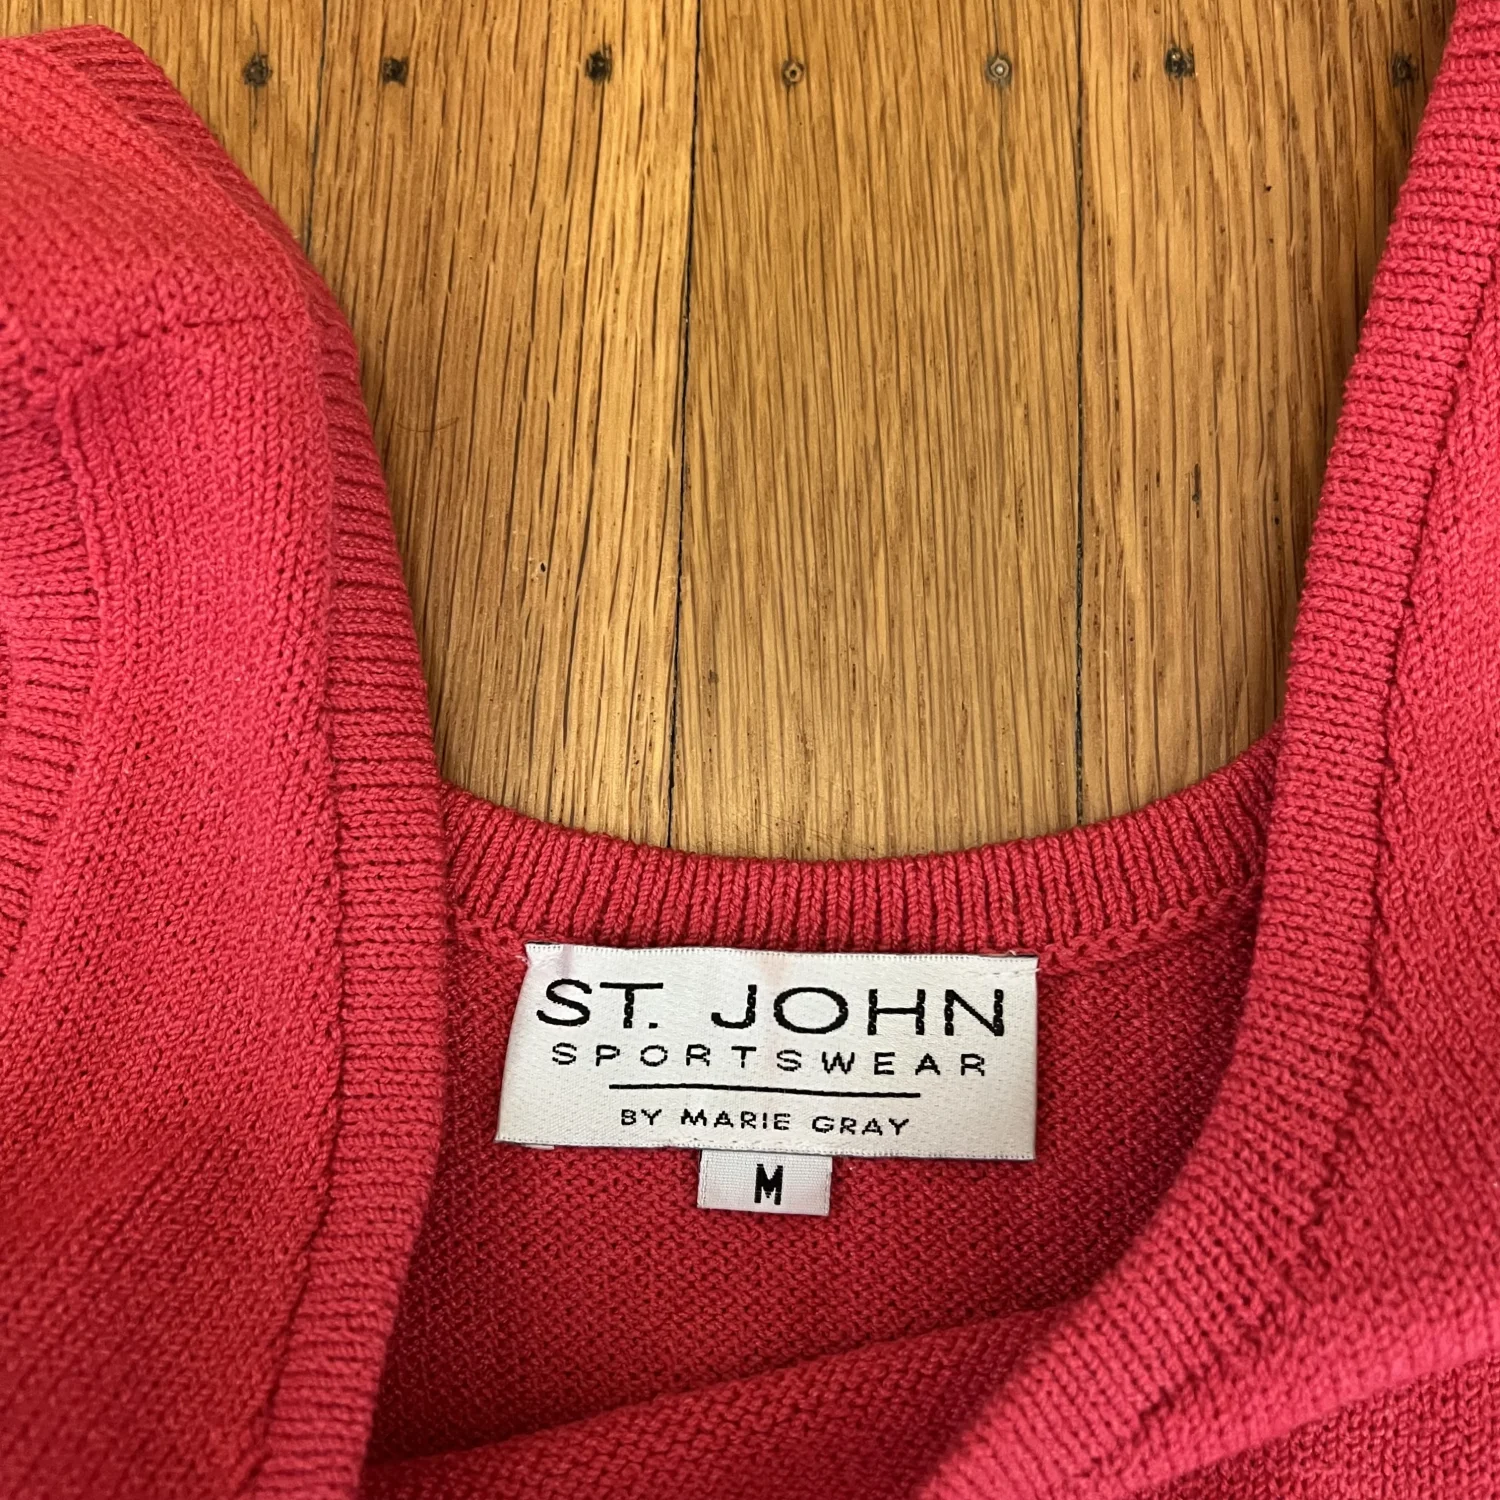 ST. JOHN
SPORTSWEAR
BY MARIE GRAY
M